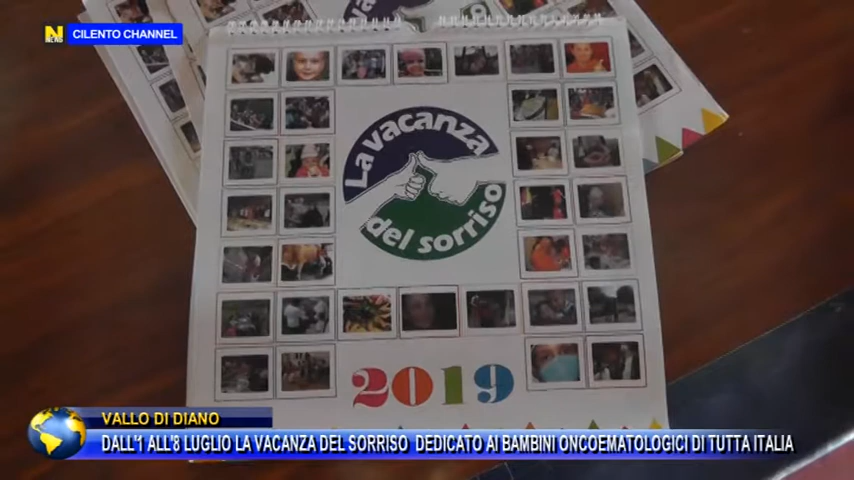 N NEWS
CILENTO CHANNEL
La vacanza
del sorriso
2019
VALLO DI DIANO
DALL'1 ALL'8 LUGLIO LA VACANZA DEL SORRISO DEDICATO AI BAMBINI ONCOEMATOLOGICI DI TUTTA ITALIA